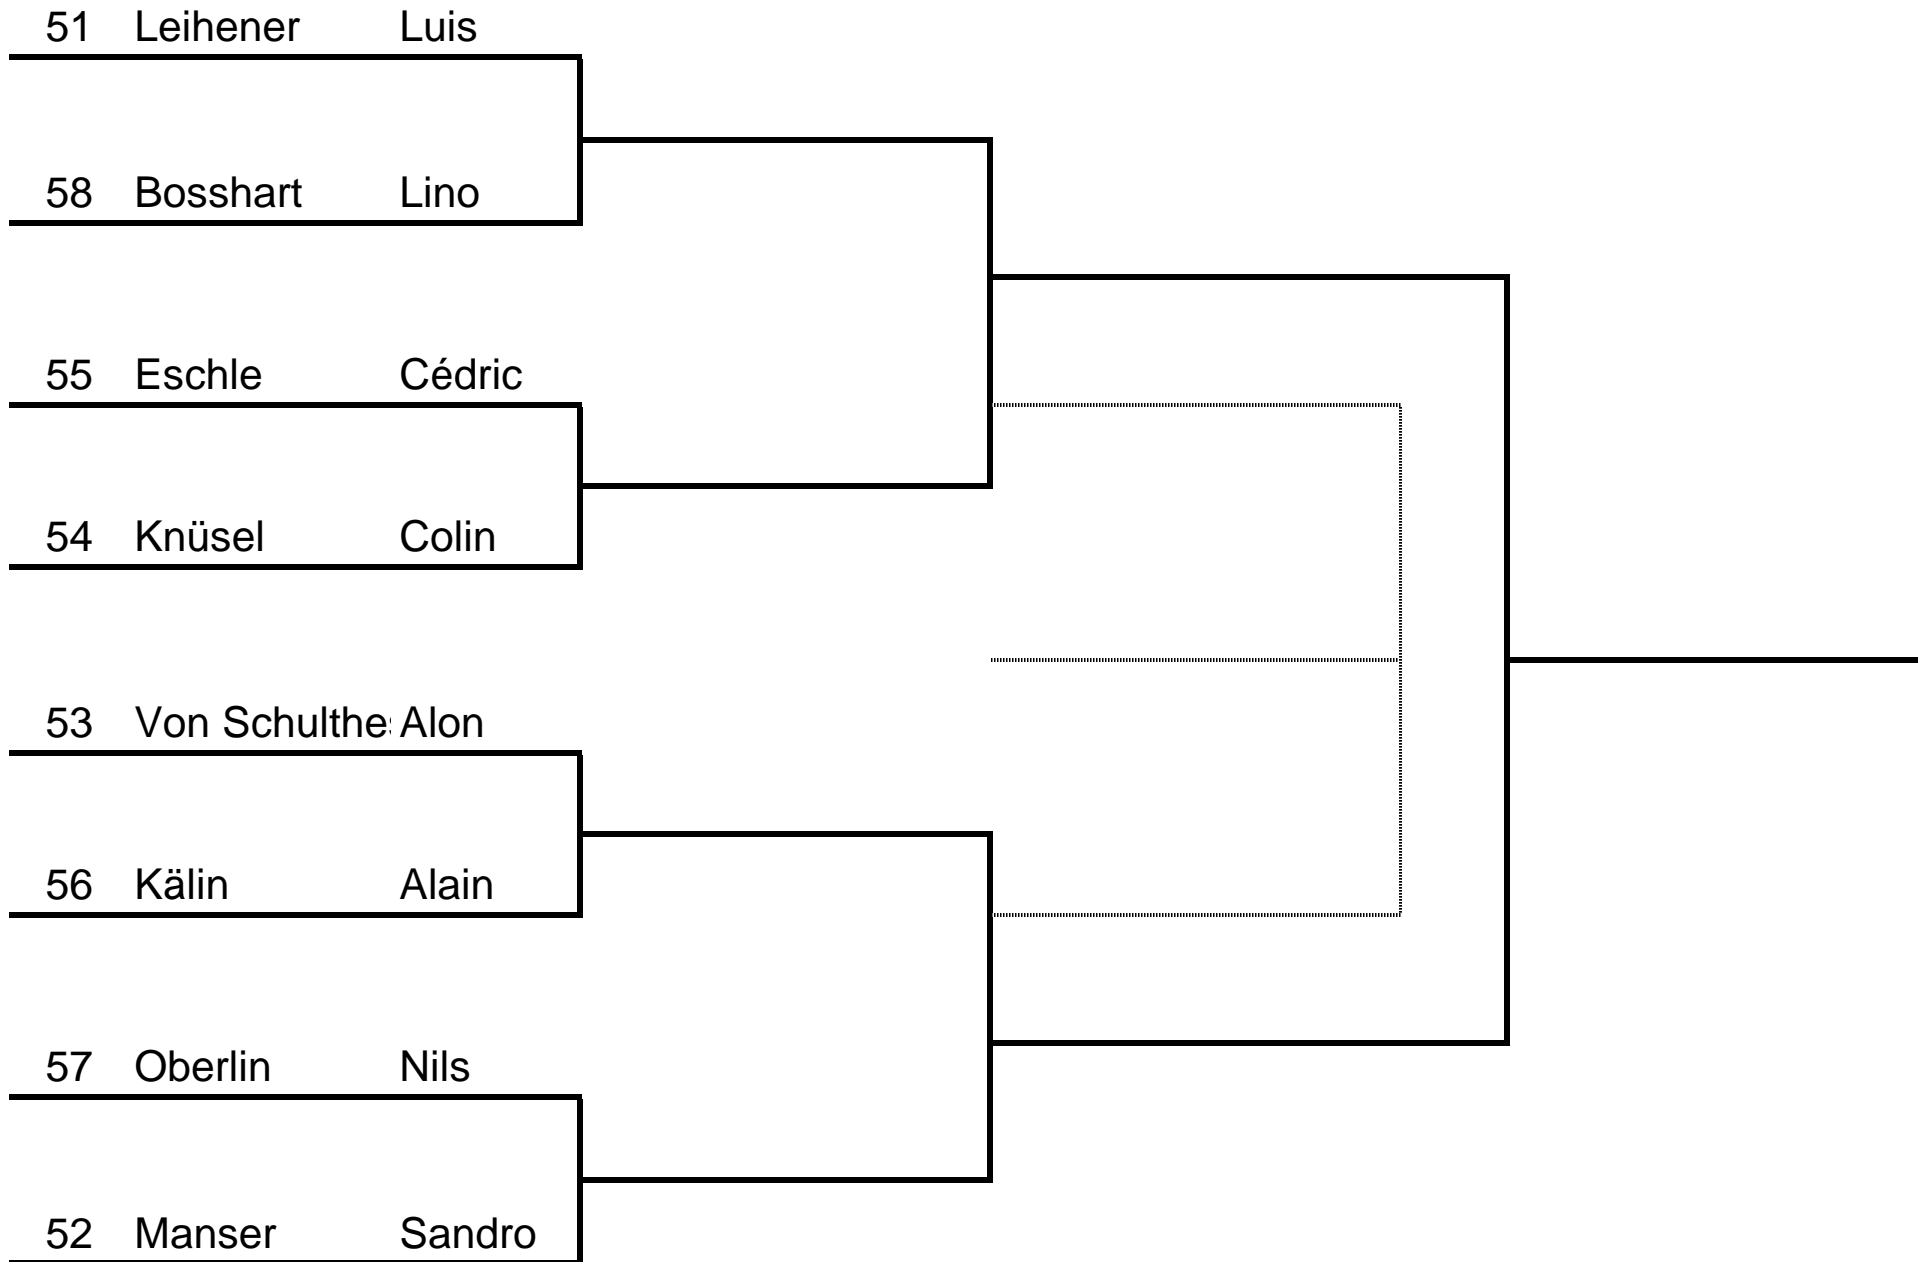 51 Leihener Luis
58 Bosshart Lino
55 Eschle Cédric
54 Knüsel Colin
53 Von Schulthe Alon
56 Kälin Alain
57 Oberlin Nils
52 Manser Sandro